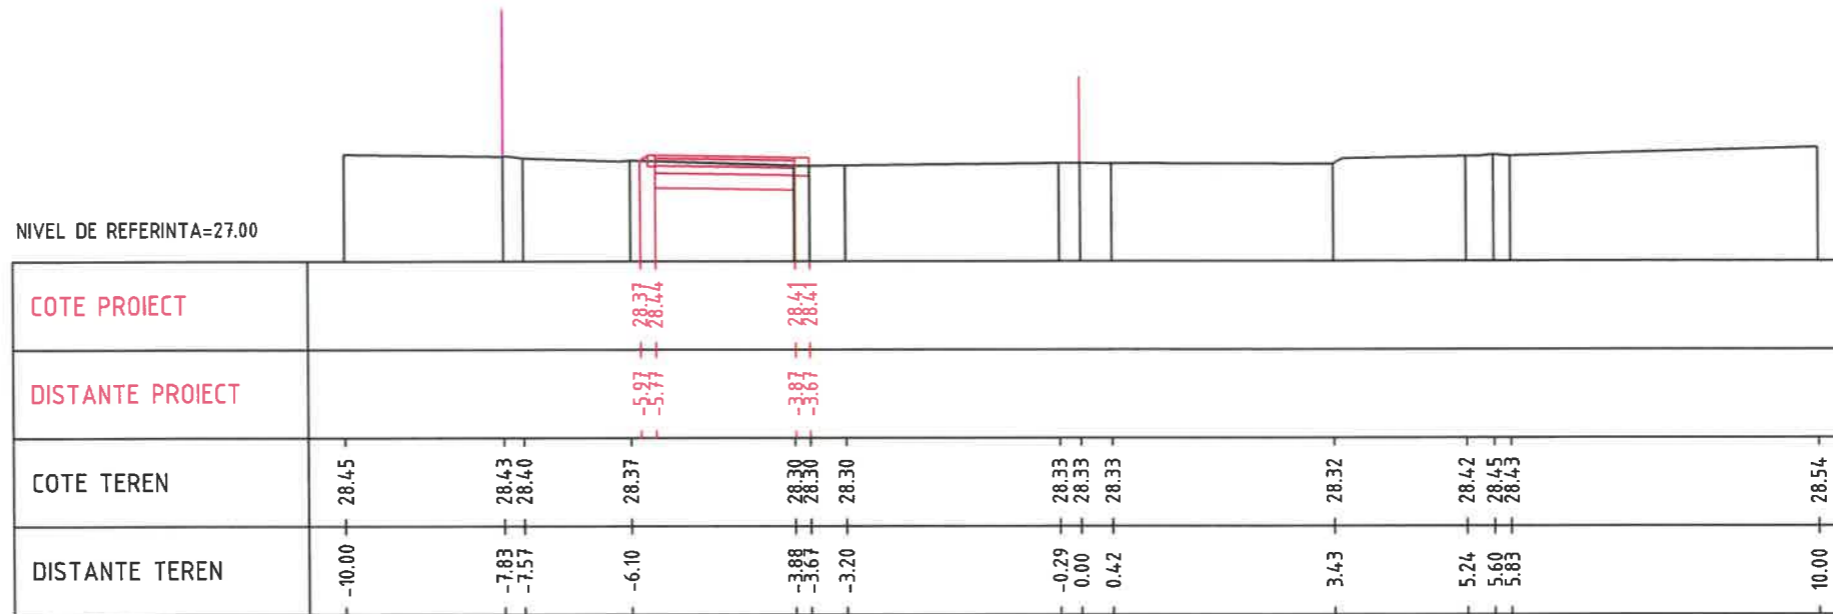 NIVEL DE REFERINTA=27.00
COTE PROIECT 28.37 28.44 28.41 28.41
DISTANTE PROIECT -5.97 -5.77 -3.87 -3.67
COTE TEREN 28.45 28.43 28.40 28.37 28.30 28.30 28.30 28.33 28.33 28.33 28.32 28.42 28.45 28.43 28.54
DISTANTE TEREN -10.00 -7.83 -7.57 -6.10 -3.88 -3.67 -3.20 -0.29 0.00 0.42 3.43 5.24 5.60 5.83 10.00